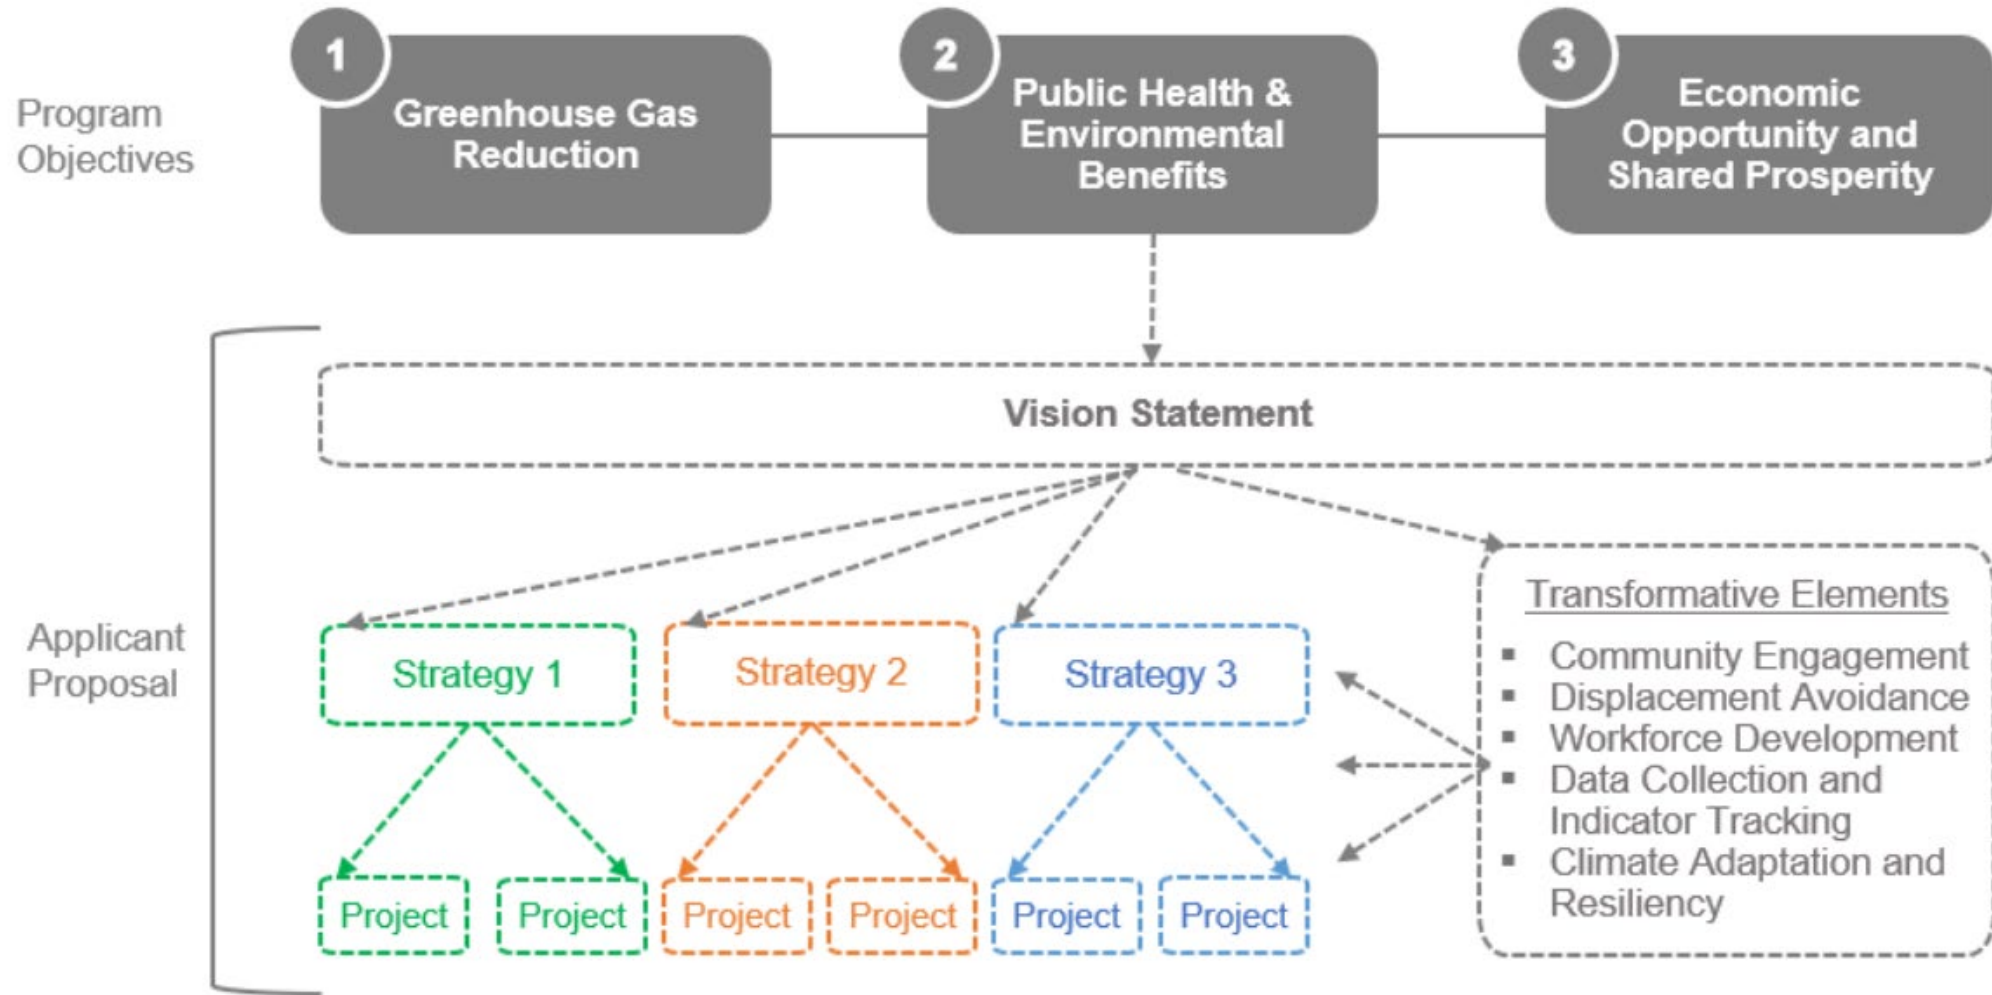 Program
Objectives
1
Greenhouse Gas
Reduction
2
Public Health &
Environmental
Benefits
3
Economic
Opportunity and
Shared Prosperity
Applicant
Proposal
Vision Statement
Strategy 1
Strategy 2
Strategy 3
Project
Project
Project
Project
Project
Project
Transformative Elements
▪ Community Engagement
▪ Displacement Avoidance
▪ Workforce Development
▪ Data Collection and
Indicator Tracking
▪ Climate Adaptation and
Resiliency